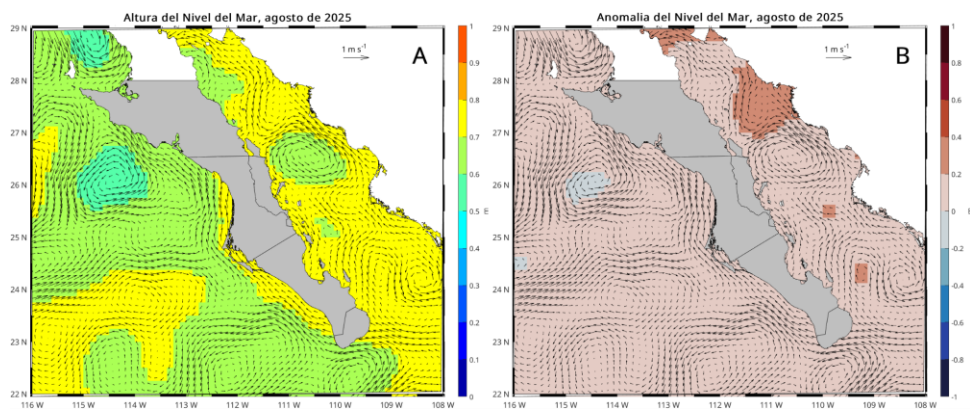 Altura del Nivel del Mar, agosto de 2025
29 N
28 N
27 N
26 N
25 N
24 N
23 N
22 N
116 W 115 W 114 W 113 W 112 W 111 W 110 W 109 W 108 W
1 m s⁻¹
A
1
0.9
0.8
0.7
0.6
0.5
0.4
0.3
0.2
0.1
0
m
Anomalia del Nivel del Mar, agosto de 2025
29 N
28 N
27 N
26 N
25 N
24 N
23 N
22 N
116 W 115 W 114 W 113 W 112 W 111 W 110 W 109 W 108 W
1 m s⁻¹
B
1
0.8
0.6
0.4
0.2
0
-0.2
-0.4
-0.6
-0.8
-1
m